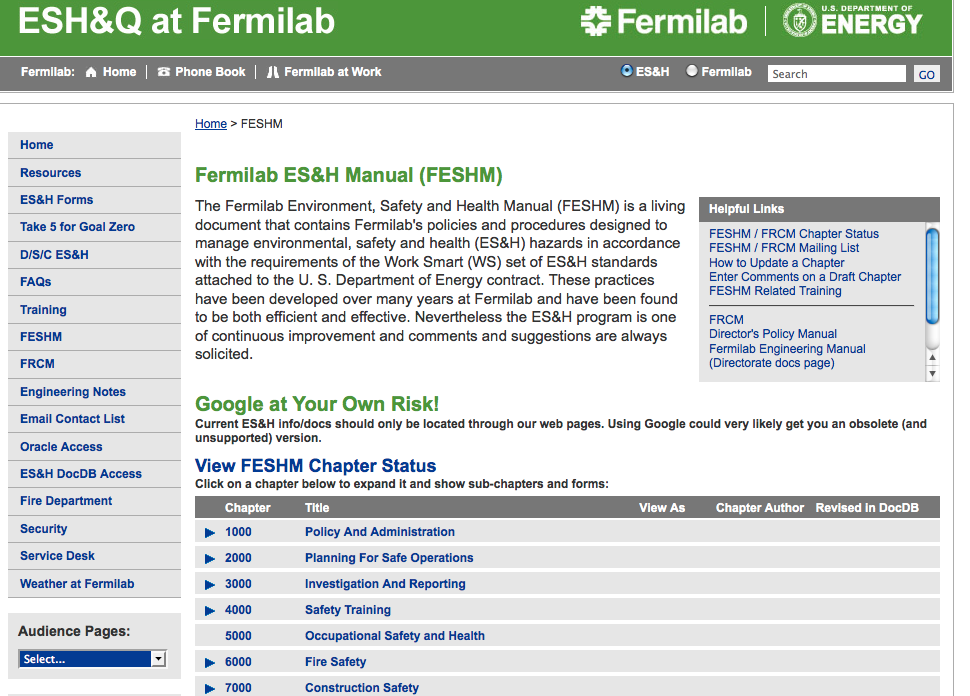 ESH&Q at Fermilab
Fermilab
U.S. DEPARTMENT OF
ENERGY
Fermilab: Home Phone Book Fermilab at Work
ES&H Fermilab Search GO
Home > FESHM
Home
Resources
ES&H Forms
Take 5 for Goal Zero
D/S/C ES&H
FAQs
Training
FESHM
FRCM
Engineering Notes
Email Contact List
Oracle Access
ES&H DocDB Access
Fire Department
Security
Service Desk
Weather at Fermilab
Audience Pages:
Select...
Fermilab ES&H Manual (FESHM)
The Fermilab Environment, Safety and Health Manual (FESHM) is a living
document that contains Fermilab's policies and procedures designed to
manage environmental, safety and health (ES&H) hazards in accordance
with the requirements of the Work Smart (WS) set of ES&H standards
attached to the U. S. Department of Energy contract. These practices
have been developed over many years at Fermilab and have been found
to be both efficient and effective. Nevertheless the ES&H program is one
of continuous improvement and comments and suggestions are always
solicited.
Helpful Links
FESHM / FRCM Chapter Status
FESHM / FRCM Mailing List
How to Update a Chapter
Enter Comments on a Draft Chapter
FESHM Related Training
FRCM
Director's Policy Manual
Fermilab Engineering Manual
(Directorate docs page)
Google at Your Own Risk!
Current ES&H info/docs should only be located through our web pages. Using Google could very likely get you an obsolete (and
unsupported) version.
View FESHM Chapter Status
Click on a chapter below to expand it and show sub-chapters and forms:
Chapter Title View As Chapter Author Revised in DocDB
1000 Policy And Administration
2000 Planning For Safe Operations
3000 Investigation And Reporting
4000 Safety Training
5000 Occupational Safety and Health
6000 Fire Safety
7000 Construction Safety